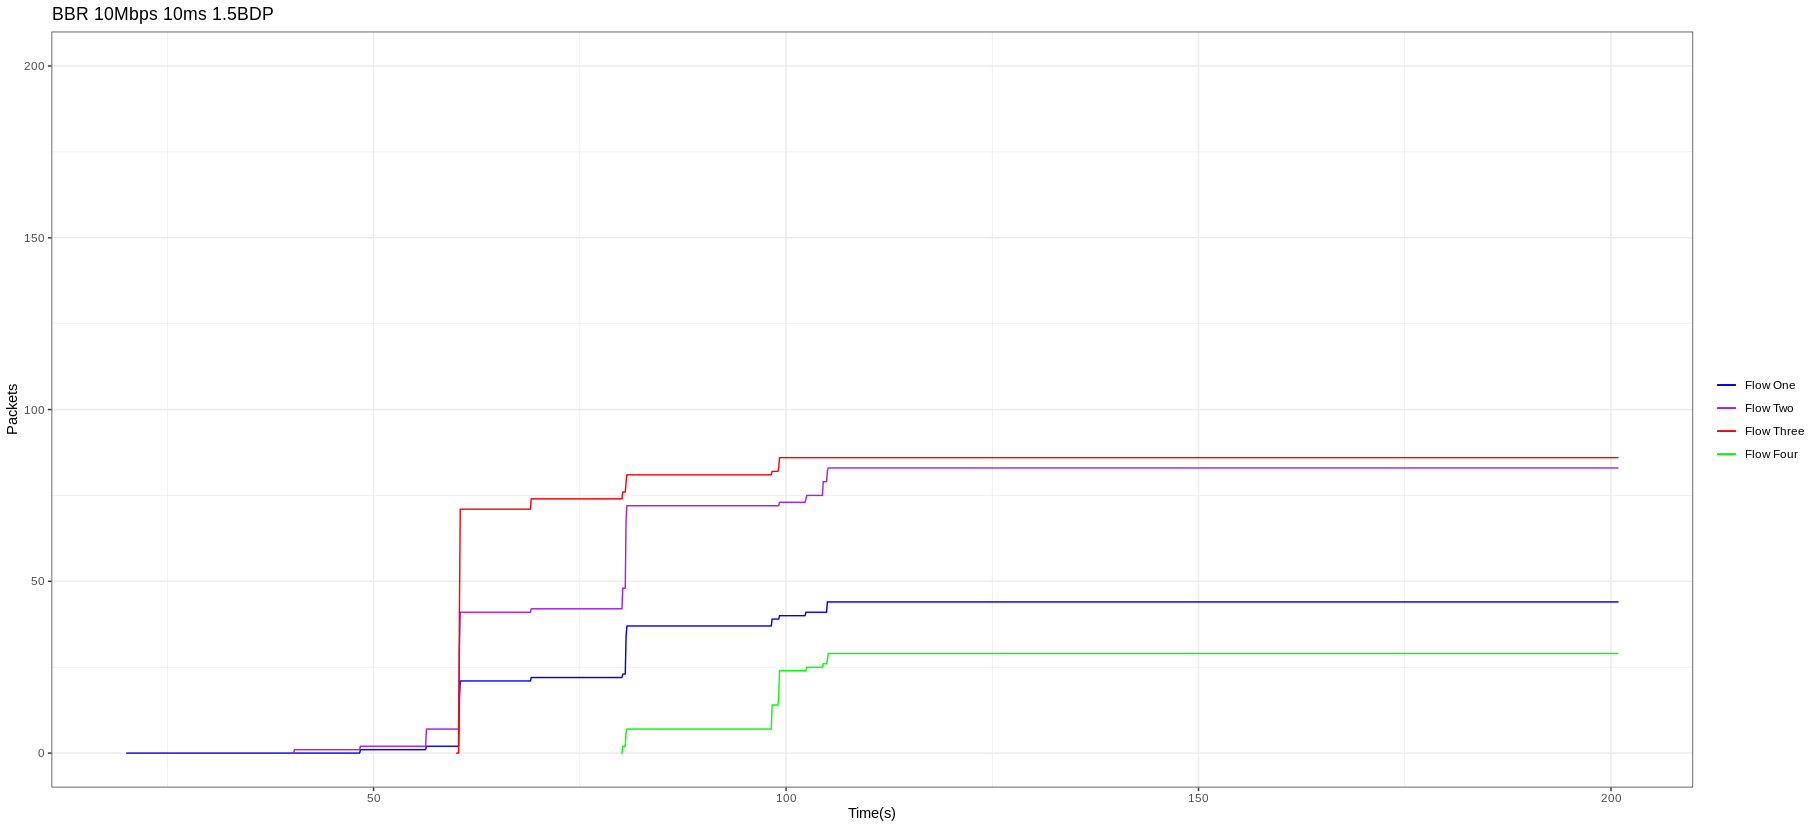 BBR 10Mbps 10ms 1.5BDP
Packets
200
150
100
50
0
50 100 150 200
Time(s)
Flow One
Flow Two
Flow Three
Flow Four